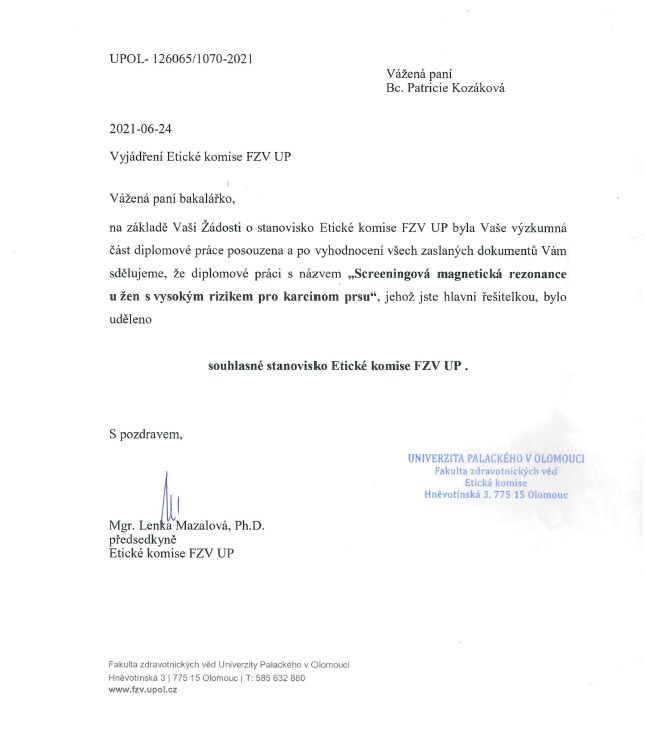 UPOL- 126065/1070-2021
Vážená paní
Bc. Patricie Kozáková
2021-06-24
Vyjádření Etické komise FZV UP
Vážená paní bakalářko,
na základě Vaší Žádosti o stanovisko Etické komise FZV UP byla Vaše výzkumná
část diplomové práce posouzena a po vyhodnocení všech zaslaných dokumentů Vám
sdělujeme, že diplomové práci s názvem „Screeningová magnetická rezonance
u žen s vysokým rizikem pro karcinom prsu“, jehož jste hlavní řešitelkou, bylo
uděleno
souhlasné stanovisko Etické komise FZV UP .
S pozdravem,
UNIVERZITA PALACKÉHO V OLOMOUCI
Fakulta zdravotnických věd
Etická komise
Hněvotínská 3, 775 15 Olomouc
Mgr. Lenka Mazalová, Ph.D.
předsedkyně
Etické komise FZV UP
Fakulta zdravotnických věd Univerzity Palackého v Olomouci
Hněvotínská 3 | 775 15 Olomouc | T: 585 632 880
www.fzv.upol.cz